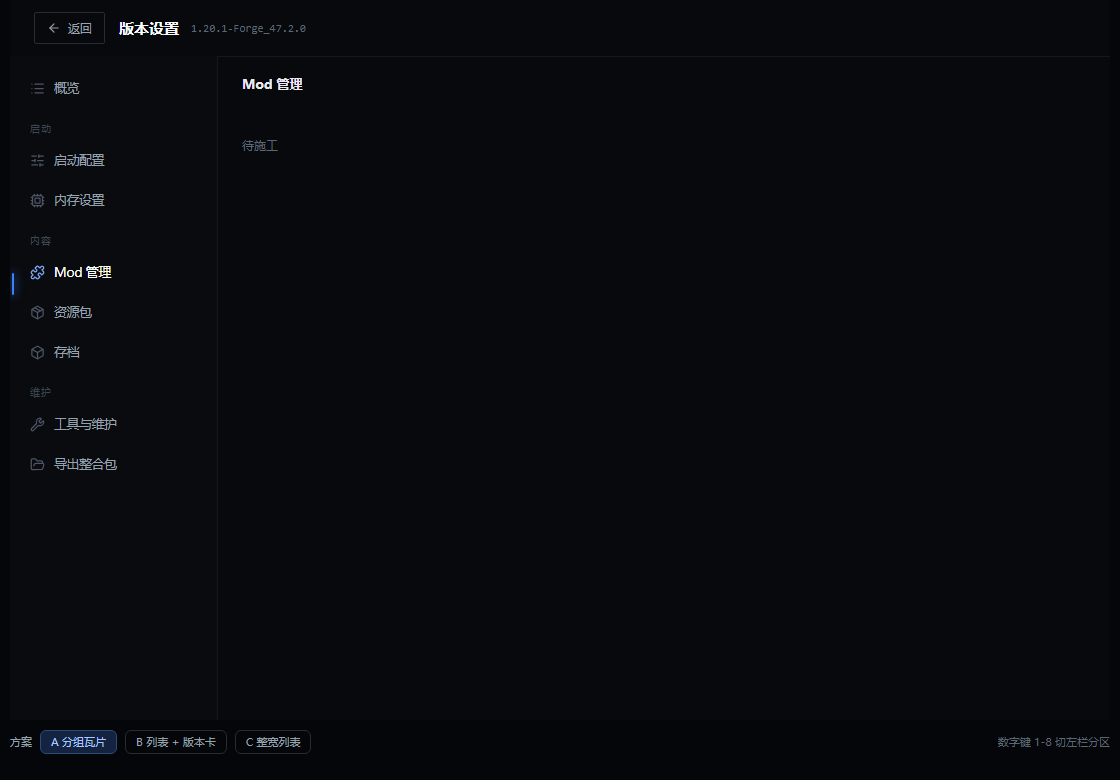 返回 版本设置 1.20.1-Forge_47.2.0
概览
启动
启动配置
内存设置
内容
Mod 管理
资源包
存档
维护
工具与维护
导出整合包
Mod 管理
待施工
方案 A 分组瓦片 B 列表 + 版本卡 C 整宽列表 数字键 1-8 切左栏分区